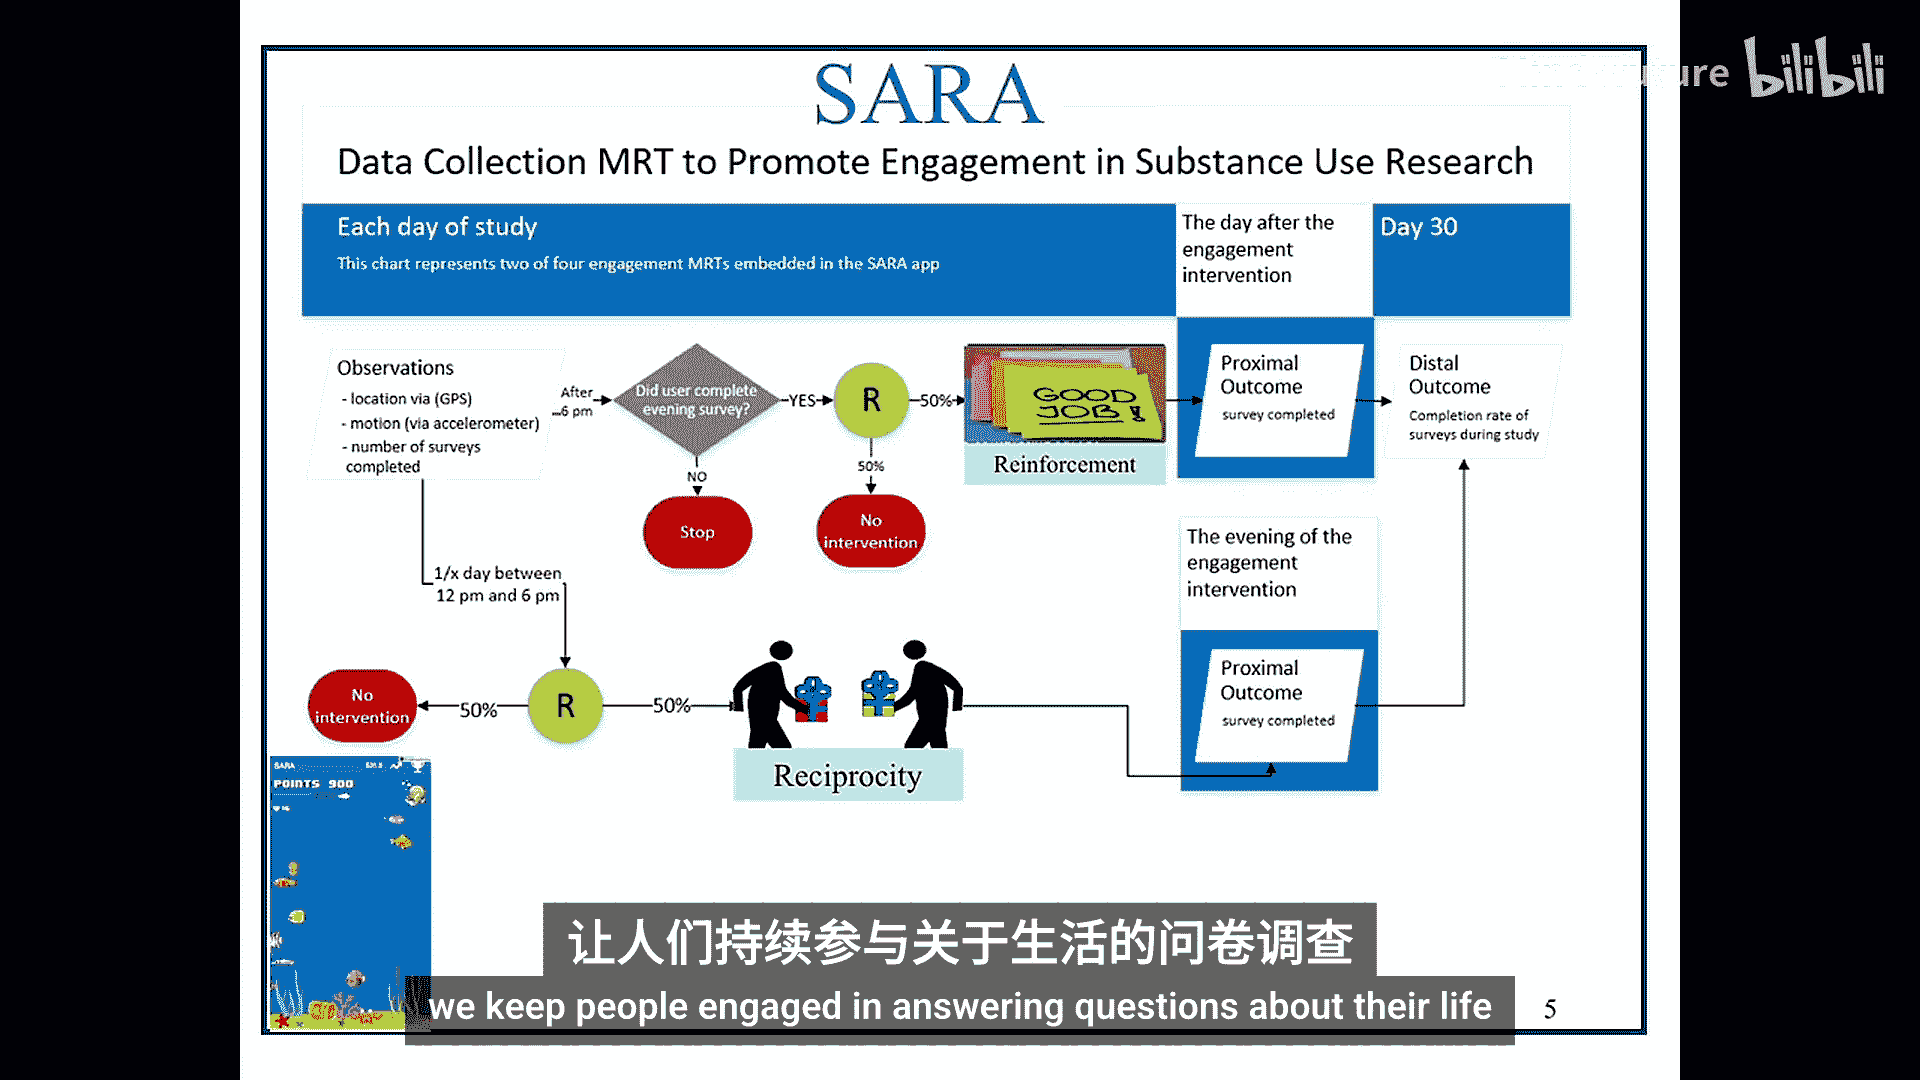 SARA
ure bilibili
Data Collection MRT to Promote Engagement in Substance Use Research
Each day of study
This chart represents two of four engagement MRTs embedded in the SARA app
The day after the
engagement
intervention
Day 30
Observations
- location via (GPS)
- motion (via accelerometer)
- number of surveys
completed
After
6 pm
Did user complete
evening survey?
YES
R
50%
GOOD
JOB!
Reinforcement
Proximal
Outcome
survey completed
Distal
Outcome
Completion rate of
surveys during study
NO
Stop
50%
No
intervention
1/x day between
12 pm and 6 pm
The evening of the
engagement
intervention
No
intervention
50%
R
50%
Reciprocity
Proximal
Outcome
survey completed
SARA
POINTS 900
让人们持续参与关于生活的问卷调查
we keep people engaged in answering questions about their life
5